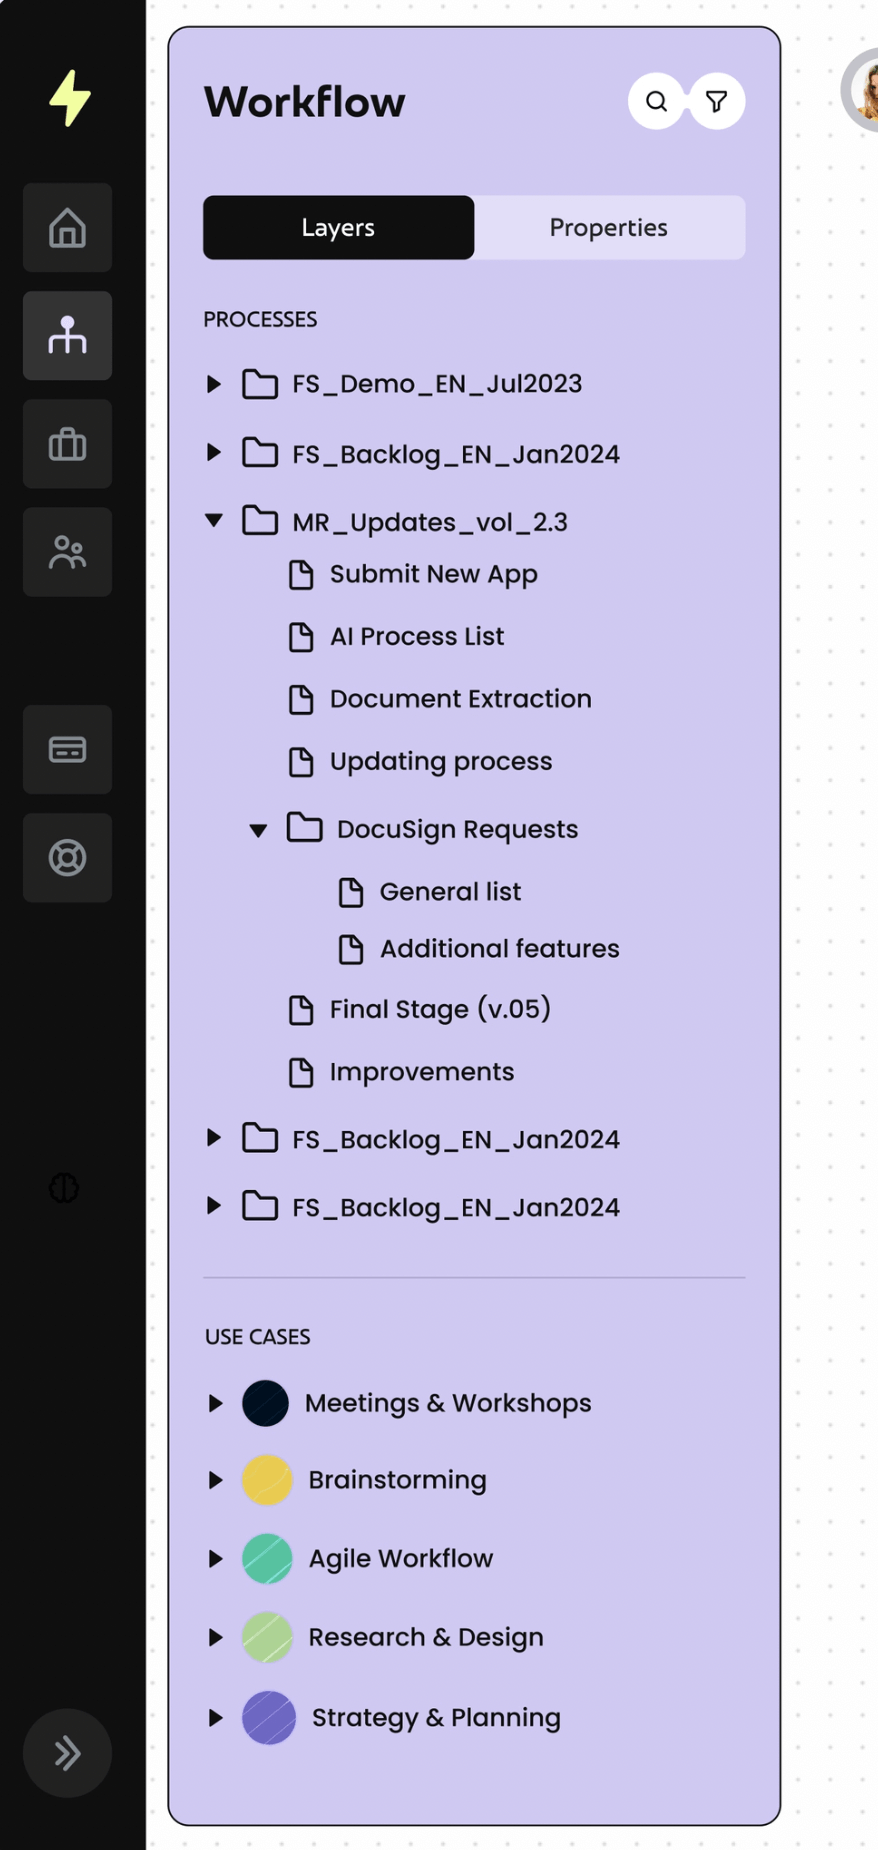 Workflow
Layers
Properties
PROCESSES
FS_Demo_EN_Jul2023
FS_Backlog_EN_Jan2024
MR_Updates_vol_2.3
Submit New App
AI Process List
Document Extraction
Updating process
DocuSign Requests
General list
Additional features
Final Stage (v.05)
Improvements
FS_Backlog_EN_Jan2024
FS_Backlog_EN_Jan2024
USE CASES
Meetings & Workshops
Brainstorming
Agile Workflow
Research & Design
Strategy & Planning